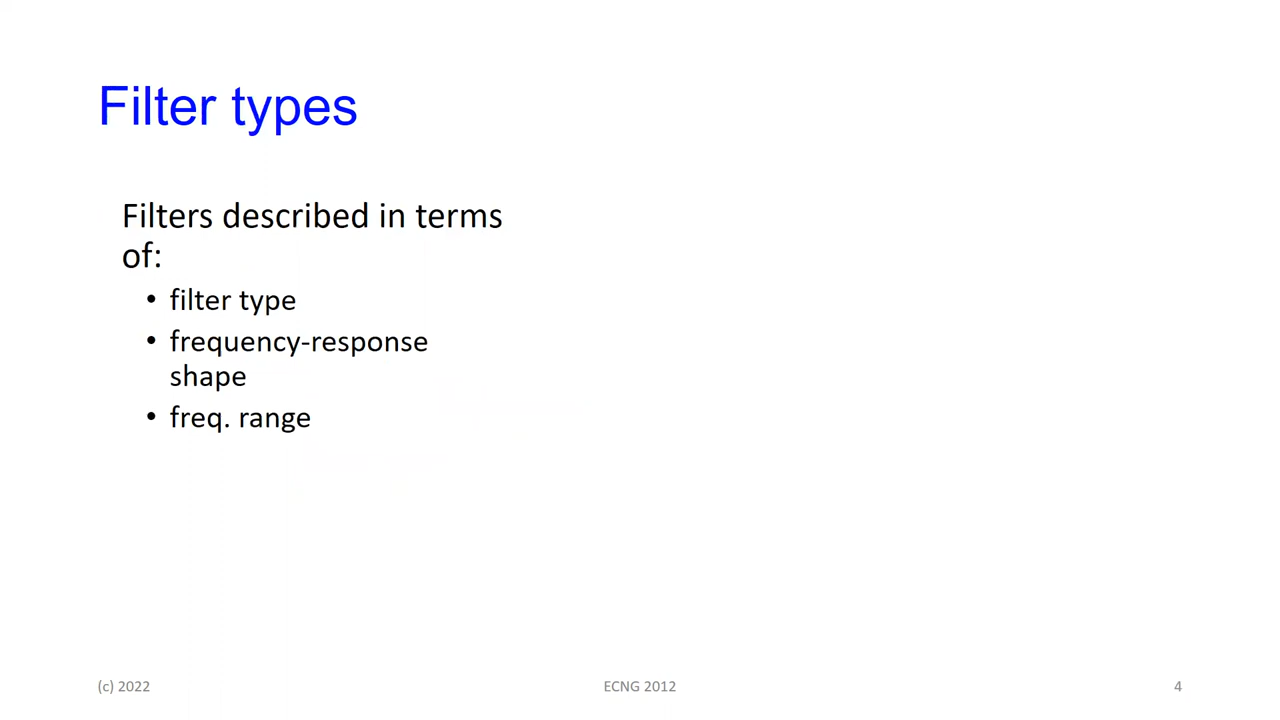 Filter types
Filters described in terms
of:
• filter type
• frequency-response
shape
• freq. range
(c) 2022
ECNG 2012
4